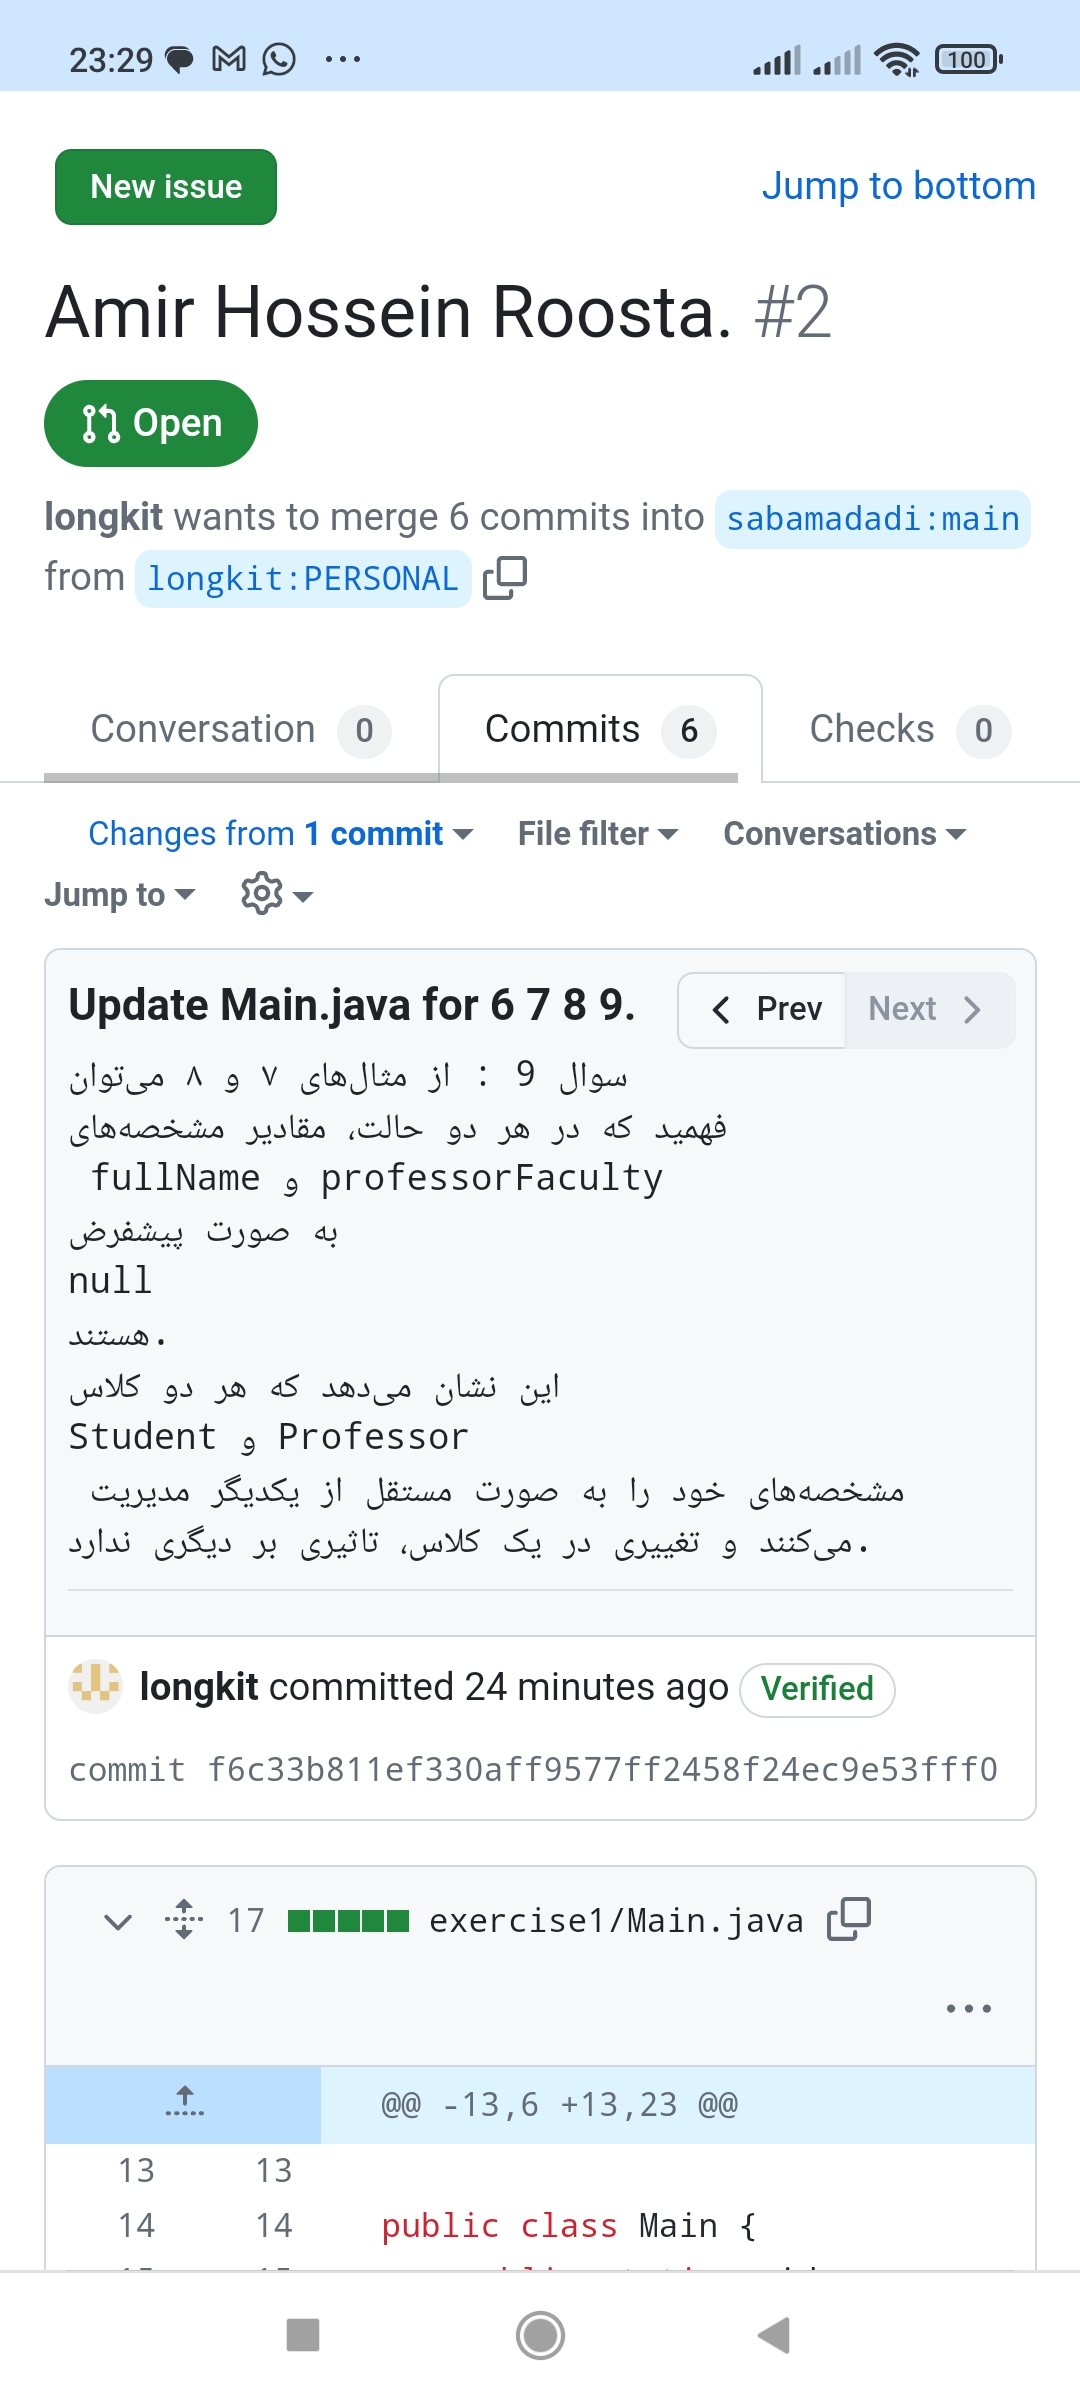 23:29
100
New issue
Jump to bottom
Amir Hossein Roosta. #2
Open
longkit wants to merge 6 commits into sabamadadi:main
from longkit:PERSONAL
Conversation 0
Commits 6
Checks 0
Changes from 1 commit
File filter
Conversations
Jump to
Update Main.java for 6 7 8 9.
Prev
Next
سوال 9 : از مثال‌های ۷ و ۸ می‌توان
فهمید که در هر دو حالت، مقادیر مشخصه‌های
fullName و professorFaculty
به صورت پیشفرض
null
هستند.
این نشان می‌دهد که هر دو کلاس
Student و Professor
مشخصه‌های خود را به صورت مستقل از یکدیگر مدیریت
می‌کنند و تغییری در یک کلاس، تاثیری بر دیگری ندارد.
longkit committed 24 minutes ago Verified
commit f6c33b811ef330aff9577ff2458f24ec9e53fff0
17 exercise1/Main.java
@@ -13,6 +13,23 @@
13 13
14 14 public class Main {